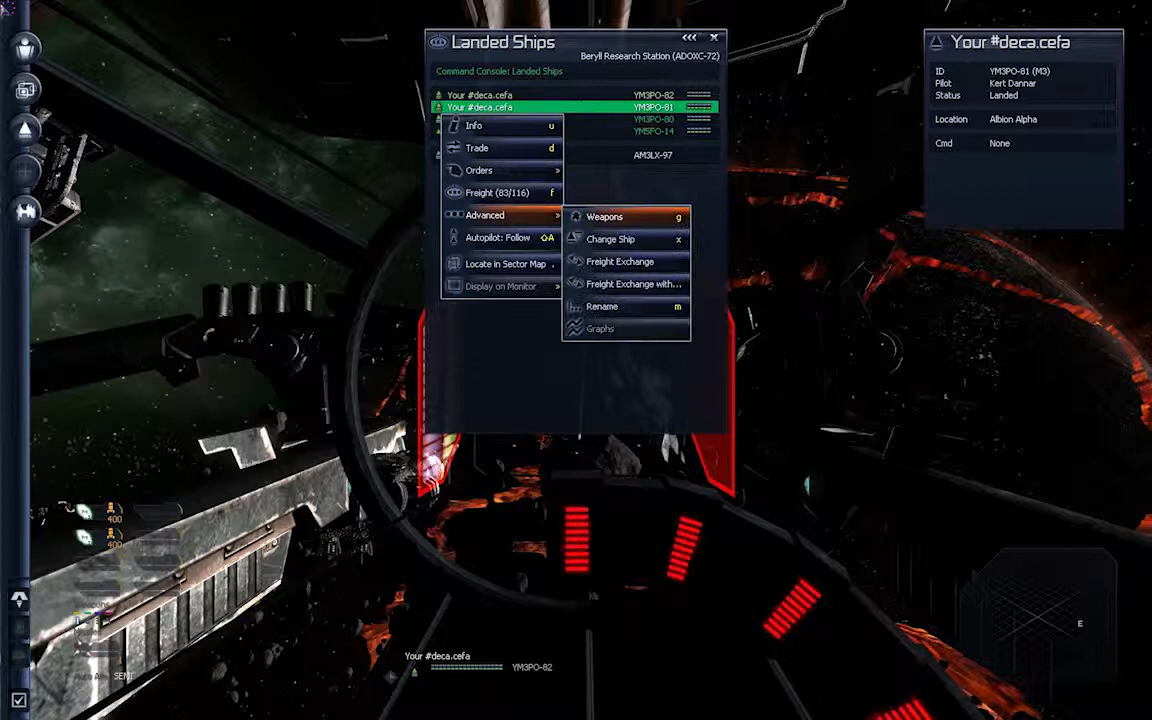 Landed Ships
Beryll Research Station (ADOXC-72)
Command Console: Landed Ships
Your #deca.cefa YM3PO-82
Your #deca.cefa YM3PO-81
YM3PO-80
YM5FO-14
AM3LX-97
Info u
Trade d
Orders »
Freight (83/116) f
Advanced »
Autopilot: Follow ⇧A
Locate in Sector Map .
Display on Monitor »
Weapons g
Change Ship x
Freight Exchange
Freight Exchange with...
Rename m
Graphs
Your #deca.cefa
ID YM3PO-81 (M3)
Pilot Kert Dannar
Status Landed
Location Albion Alpha
Cmd None
400
400
SEMI
Your #deca.cefa
YM3PO-82
E